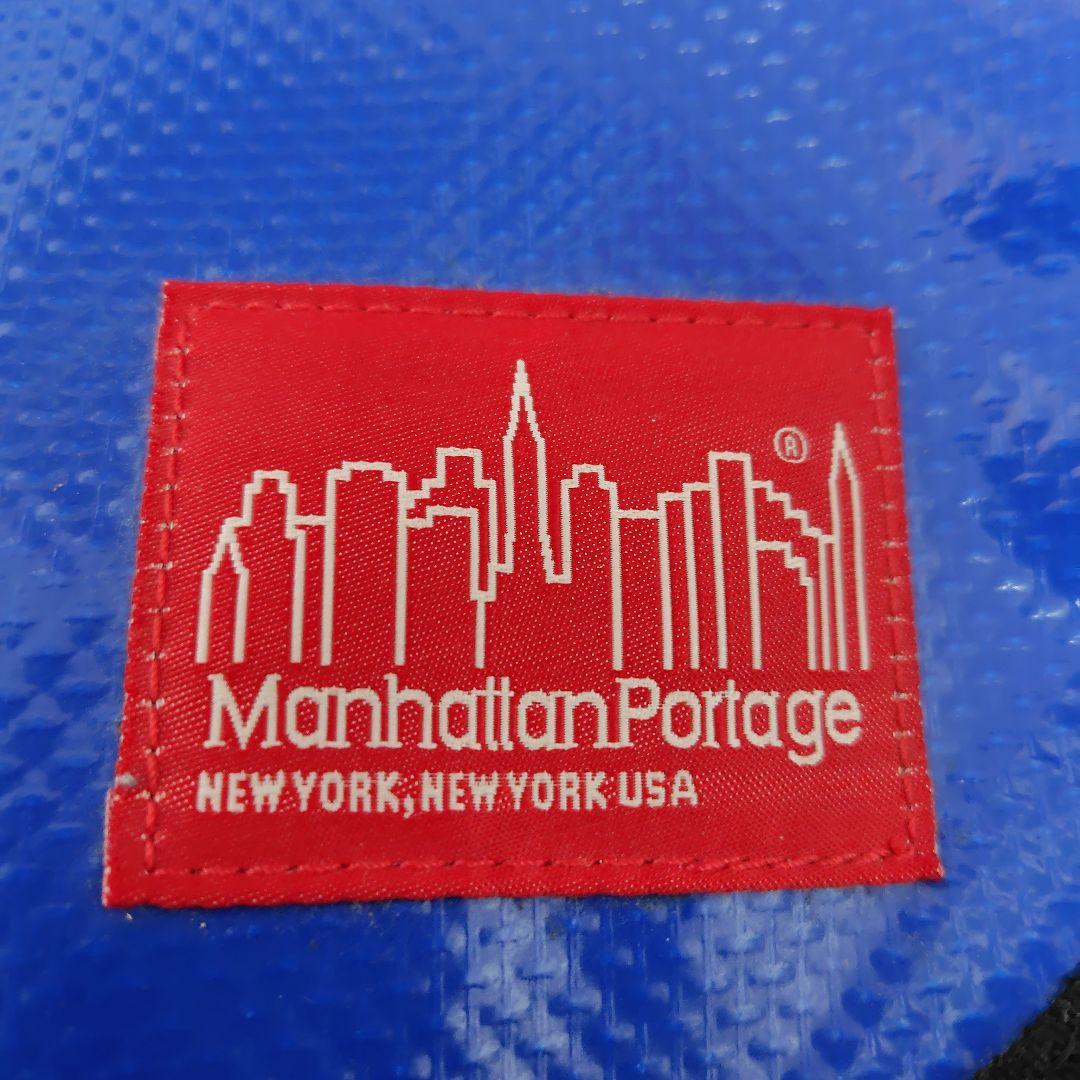 ®
ManhattanPortage
NEW YORK, NEW YORK USA